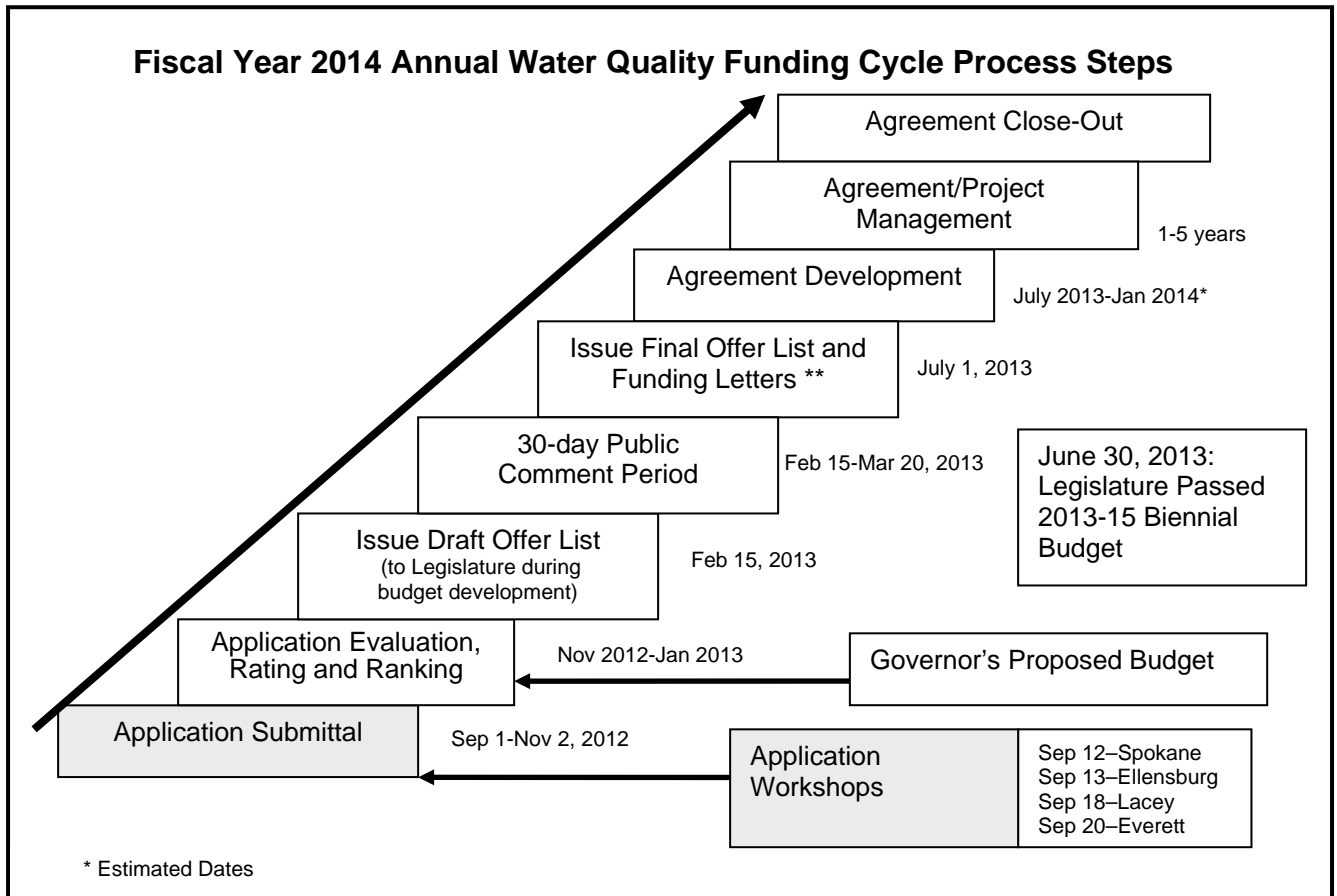 Fiscal Year 2014 Annual Water Quality Funding Cycle Process Steps
Agreement Close-Out
Agreement/Project
Management
1-5 years
Agreement Development
July 2013-Jan 2014*
Issue Final Offer List and
Funding Letters **
July 1, 2013
30-day Public
Comment Period
Feb 15-Mar 20, 2013
June 30, 2013:
Legislature Passed
2013-15 Biennial
Budget
Issue Draft Offer List
(to Legislature during
budget development)
Feb 15, 2013
Application Evaluation,
Rating and Ranking
Nov 2012-Jan 2013
Governor’s Proposed Budget
Application Submittal
Sep 1-Nov 2, 2012
Application
Workshops
Sep 12–Spokane
Sep 13–Ellensburg
Sep 18–Lacey
Sep 20–Everett
* Estimated Dates